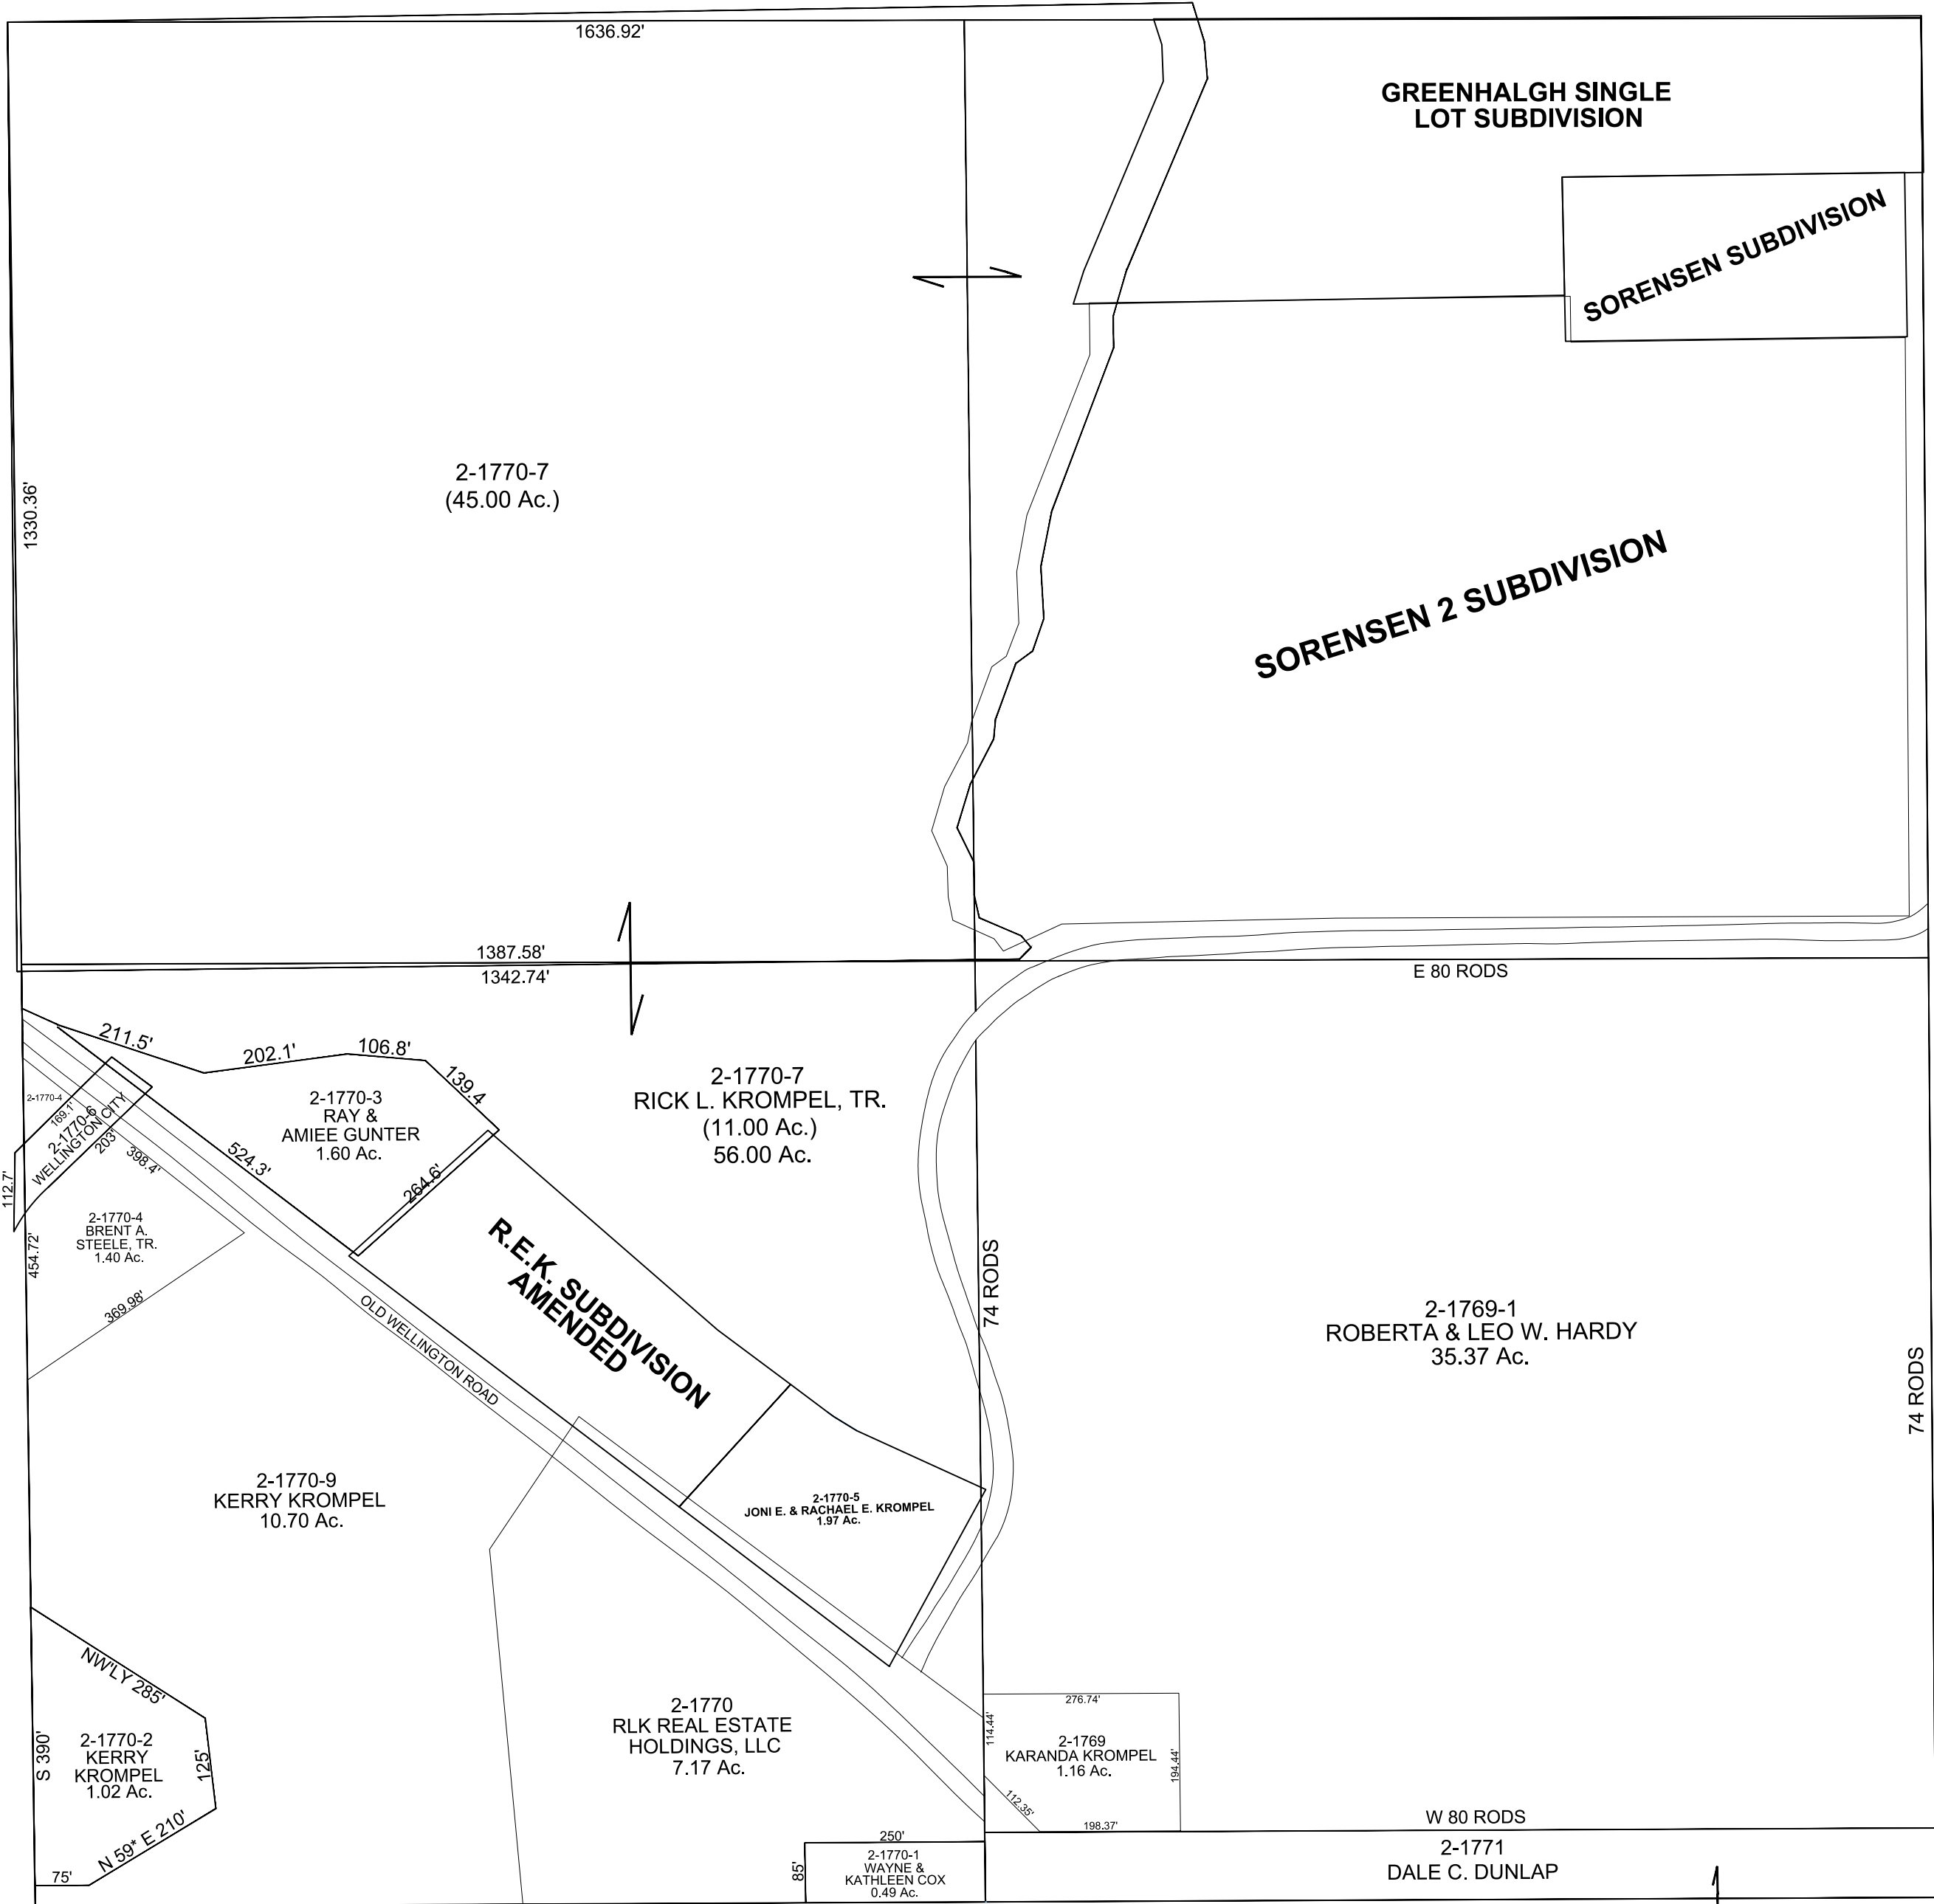 1636.92'
GREENHALGH SINGLE
LOT SUBDIVISION
SORENSEN SUBDIVISION
2-1770-7
(45.00 Ac.)
1330.36'
SORENSEN 2 SUBDIVISION
1387.58'
1342.74'
E 80 RODS
211.5'
202.1'
106.8'
139.4
2-1770-3
RAY &
AMIEE GUNTER
1.60 Ac.
2-1770-7
RICK L. KROMPEL, TR.
(11.00 Ac.)
56.00 Ac.
2-1770-4
169.1'
2-1770-6
WELLINGTON CITY
203'
398.4'
524.3'
264.6'
112.7'
2-1770-4
BRENT A.
STEELE, TR.
1.40 Ac.
454.72'
369.98'
OLD WELLINGTON ROAD
R.E.K. SUBDIVISION
AMENDED
74 RODS
2-1769-1
ROBERTA & LEO W. HARDY
35.37 Ac.
74 RODS
2-1770-9
KERRY KROMPEL
10.70 Ac.
2-1770-5
JONI E. & RACHAEL E. KROMPEL
1.97 Ac.
NW'LY 285'
S 390'
2-1770-2
KERRY
KROMPEL
1.02 Ac.
125'
N 59* E 210'
75'
2-1770
RLK REAL ESTATE
HOLDINGS, LLC
7.17 Ac.
276.74'
114.44'
2-1769
KARANDA KROMPEL
1.16 Ac.
194.44'
112.35'
198.37'
W 80 RODS
250'
85'
2-1770-1
WAYNE &
KATHLEEN COX
0.49 Ac.
2-1771
DALE C. DUNLAP